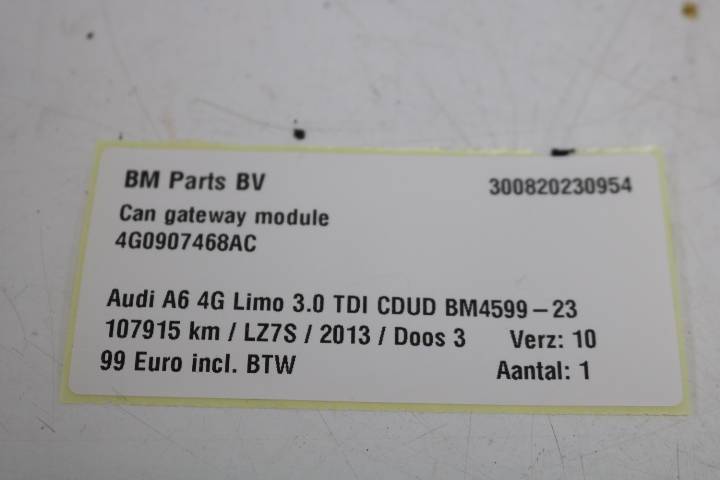 BM Parts BV 300820230954
Can gateway module
4G0907468AC
Audi A6 4G Limo 3.0 TDI CDUD BM4599-23
107915 km / LZ7S / 2013 / Doos 3 Verz: 10
99 Euro incl. BTW Aantal: 1